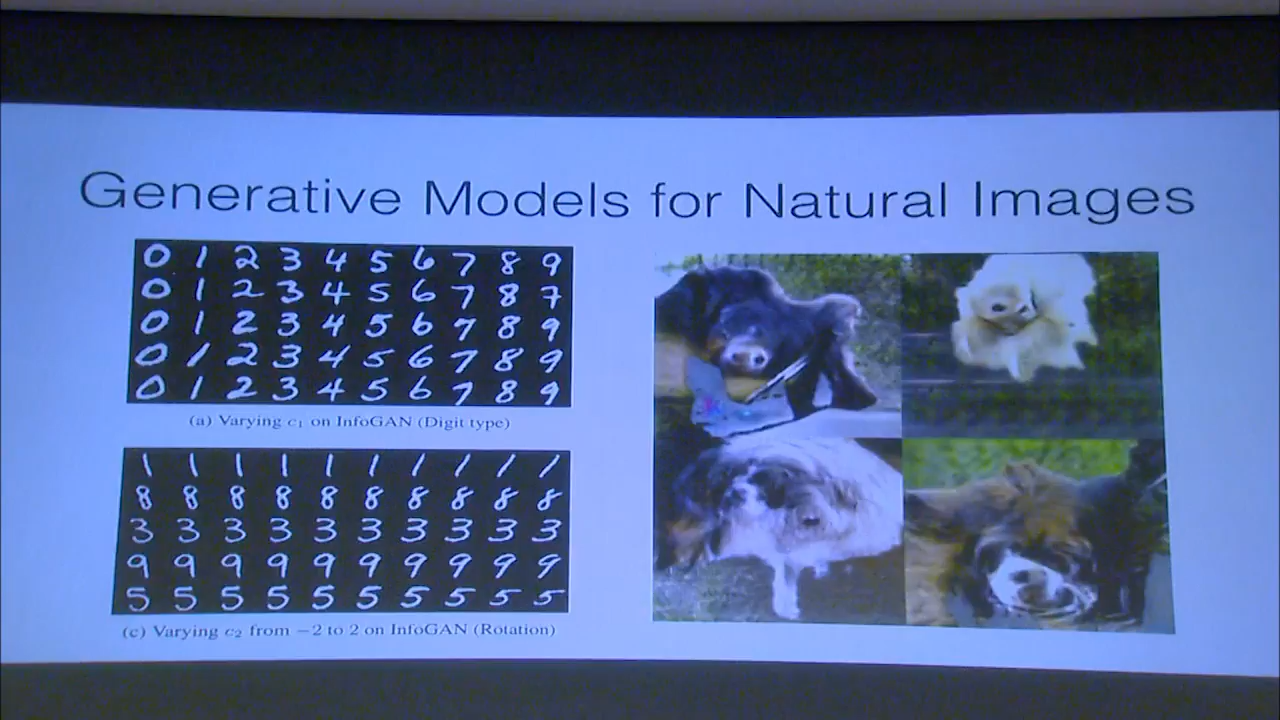 Generative Models for Natural Images
0 1 2 3 4 5 6 7 8 9
0 1 2 3 4 5 6 7 8 7
0 1 2 3 4 5 6 7 8 9
0 1 2 3 4 5 6 7 8 9
0 1 2 3 4 5 6 7 8 9
(a) Varying c₁ on InfoGAN (Digit type)
1 1 1 1 1 1 1 1 1 1
8 8 8 8 8 8 8 8 8 8
3 3 3 3 3 3 3 3 3 3
9 9 9 9 9 9 9 9 9 9
5 5 5 5 5 5 5 5 5 5
(c) Varying c₂ from −2 to 2 on InfoGAN (Rotation)